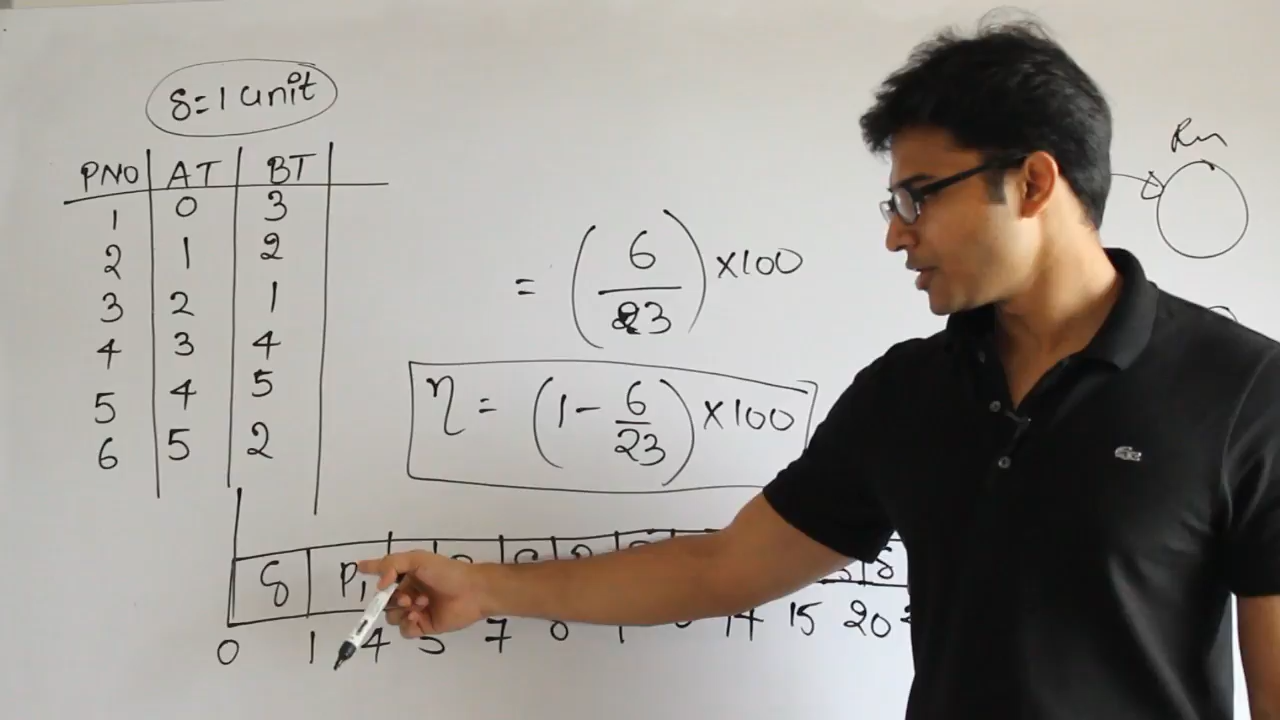 δ=1 unit
PNO AT BT
1 0 3
2 1 2
3 2 1
4 3 4
5 4 5
6 5 2
= (6/23) ×100
η = (1 - 6/23) ×100
Run
δ P1 δ
0 1 4 5 7 14 15 20